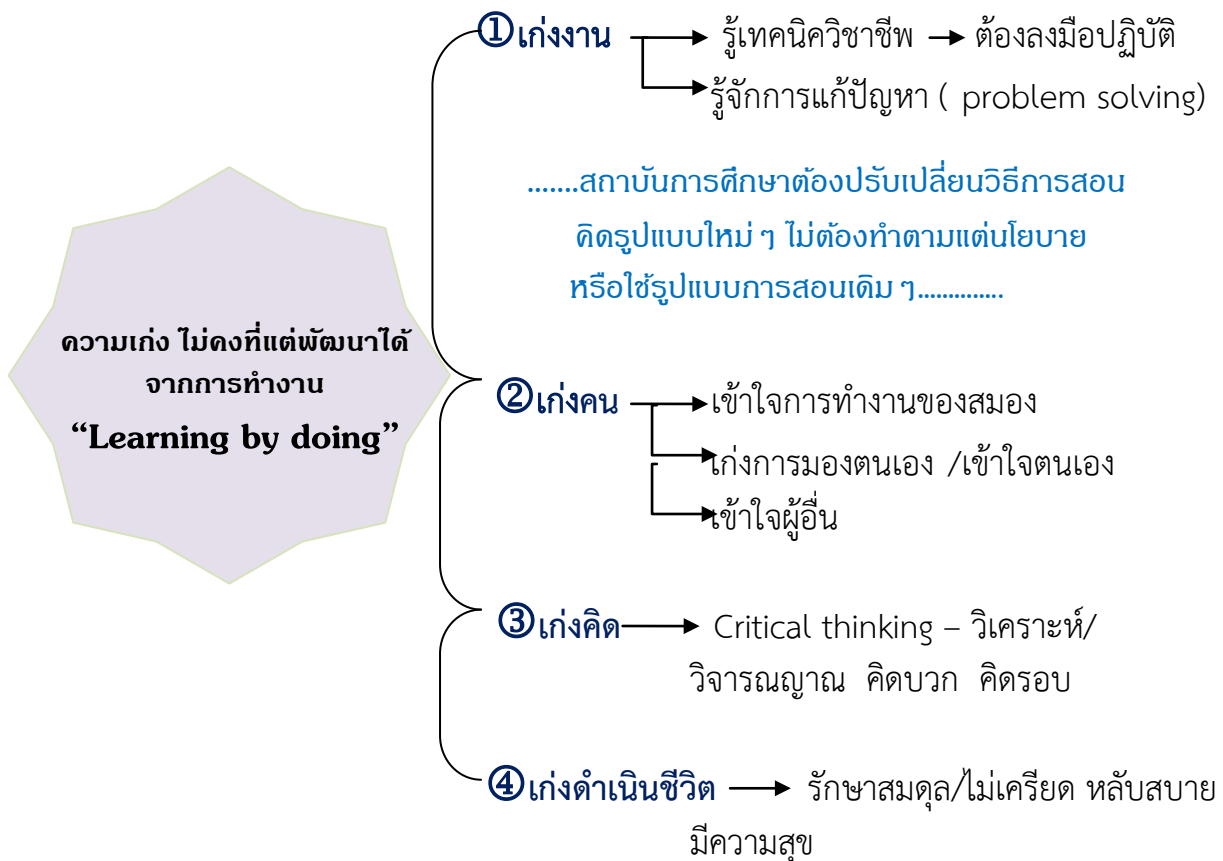 ความเก่ง ไม่คงที่แต่พัฒนาได้
จากการทำงาน
“Learning by doing”
①เก่งงาน รู้เทคนิควิชาชีพ ต้องลงมือปฏิบัติ
รู้จักการแก้ปัญหา ( problem solving)
.......สถาบันการศึกษาต้องปรับเปลี่ยนวิธีการสอน
คิดรูปแบบใหม่ ๆ ไม่ต้องทำตามแต่นโยบาย
หรือใช้รูปแบบการสอนเดิม ๆ.............
②เก่งคน เข้าใจการทำงานของสมอง
เก่งการมองตนเอง /เข้าใจตนเอง
เข้าใจผู้อื่น
③เก่งคิด Critical thinking – วิเคราะห์/
วิจารณญาณ คิดบวก คิดรอบ
④เก่งดำเนินชีวิต รักษาสมดุล/ไม่เครียด หลับสบาย
มีความสุข